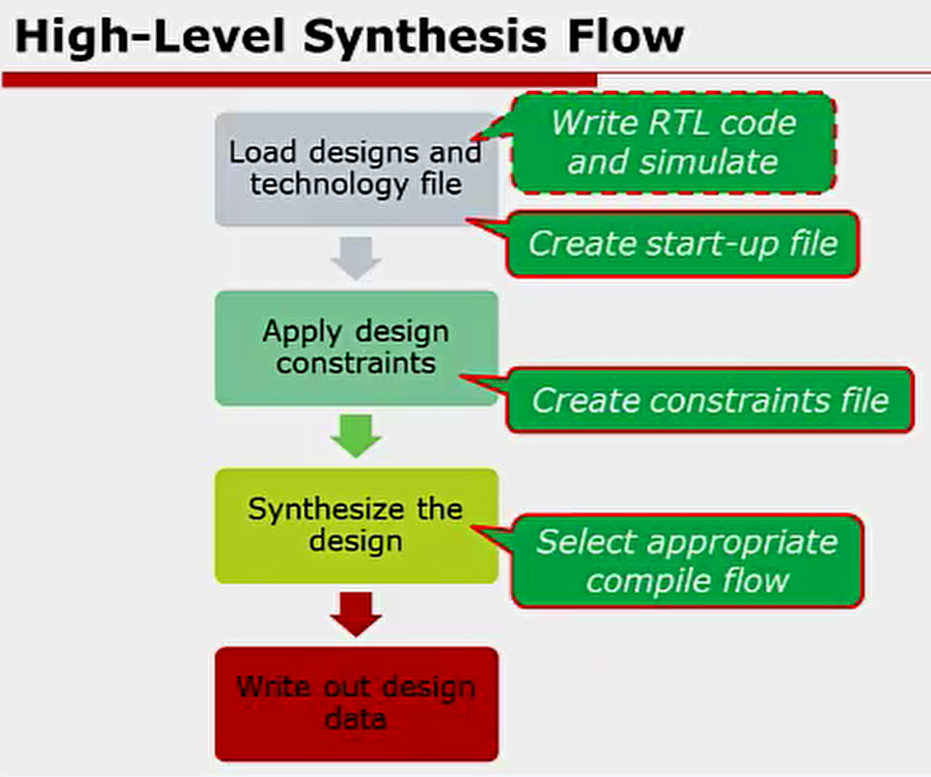 High-Level Synthesis Flow
Load designs and
technology file
Write RTL code
and simulate
Create start-up file
Apply design
constraints
Create constraints file
Synthesize the
design
Select appropriate
compile flow
Write out design
data